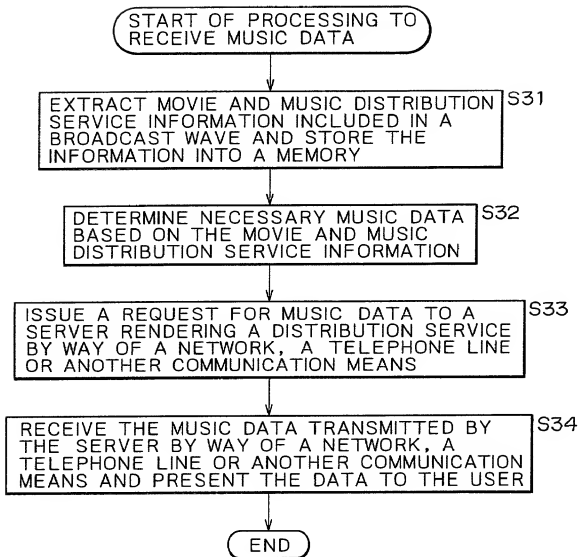 START OF PROCESSING TO
RECEIVE MUSIC DATA
S31
EXTRACT MOVIE AND MUSIC DISTRIBUTION
SERVICE INFORMATION INCLUDED IN A
BROADCAST WAVE AND STORE THE
INFORMATION INTO A MEMORY
S32
DETERMINE NECESSARY MUSIC DATA
BASED ON THE MOVIE AND MUSIC
DISTRIBUTION SERVICE INFORMATION
S33
ISSUE A REQUEST FOR MUSIC DATA TO A
SERVER RENDERING A DISTRIBUTION SERVICE
BY WAY OF A NETWORK, A TELEPHONE LINE
OR ANOTHER COMMUNICATION MEANS
S34
RECEIVE THE MUSIC DATA TRANSMITTED BY
THE SERVER BY WAY OF A NETWORK, A
TELEPHONE LINE OR ANOTHER COMMUNICATION
MEANS AND PRESENT THE DATA TO THE USER
END